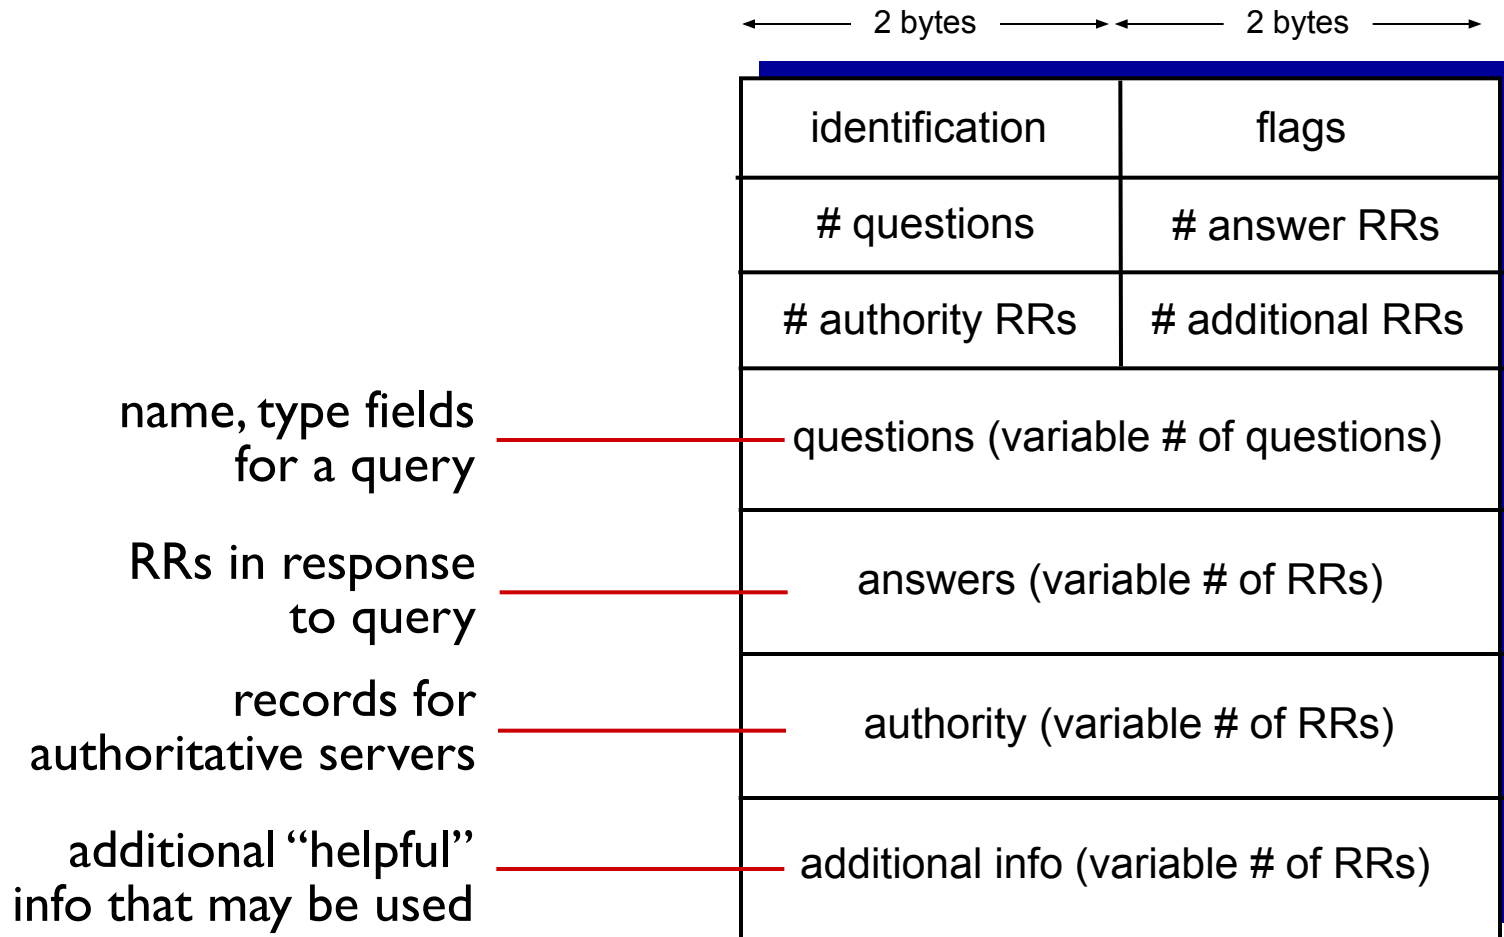 2 bytes 2 bytes
identification flags
# questions # answer RRs
# authority RRs # additional RRs
name, type fields
for a query
questions (variable # of questions)
RRs in response
to query
answers (variable # of RRs)
records for
authoritative servers
authority (variable # of RRs)
additional “helpful”
info that may be used
additional info (variable # of RRs)